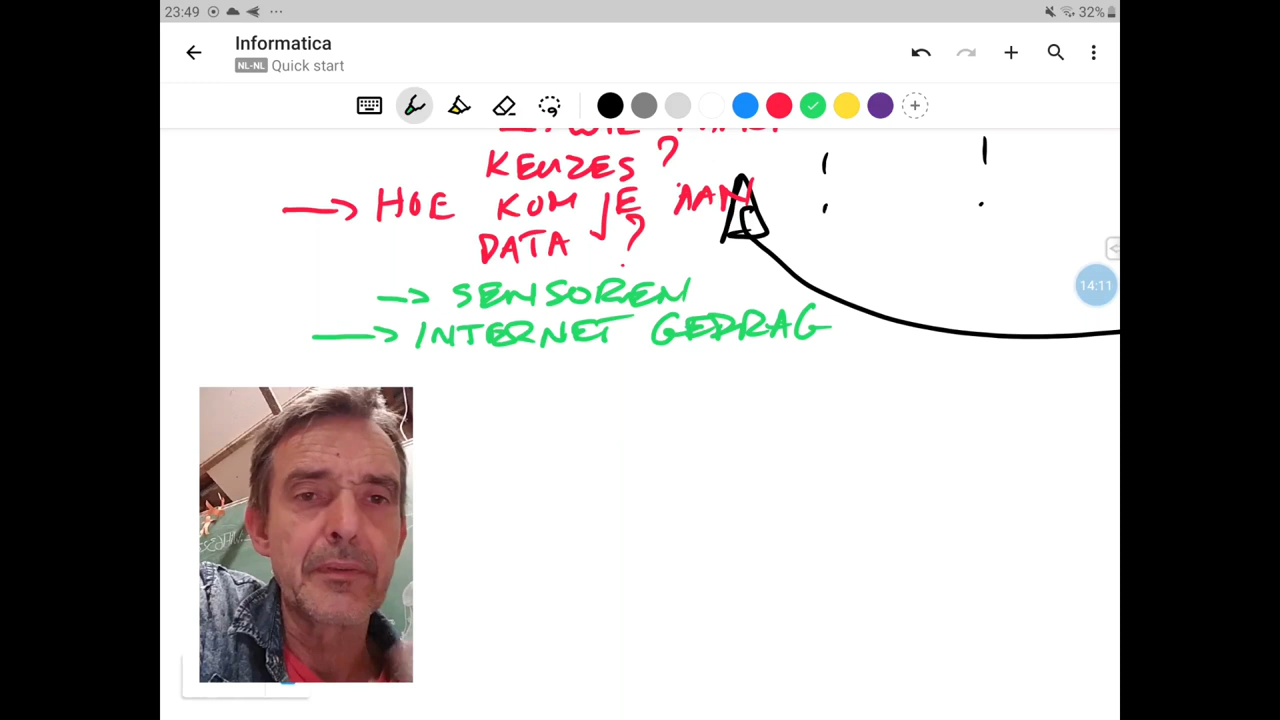 23:49
32%
Informatica
NL-NL Quick start
KEUZES ?
→ HOE KOM JE AAN
DATA ?
→ SENSOREN
→ INTERNET GEDRAG
14:11